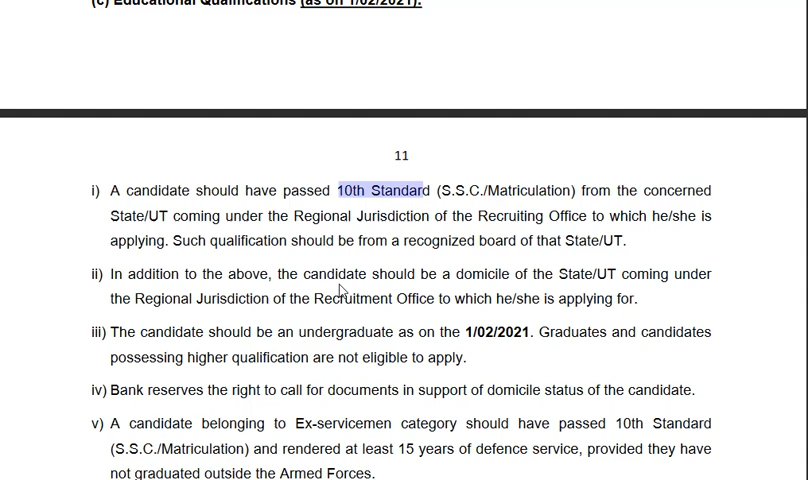 (c) Educational Qualifications (as on 1/02/2021):
11
i) A candidate should have passed 10th Standard (S.S.C./Matriculation) from the concerned
State/UT coming under the Regional Jurisdiction of the Recruiting Office to which he/she is
applying. Such qualification should be from a recognized board of that State/UT.
ii) In addition to the above, the candidate should be a domicile of the State/UT coming under
the Regional Jurisdiction of the Recruitment Office to which he/she is applying for.
iii) The candidate should be an undergraduate as on the 1/02/2021. Graduates and candidates
possessing higher qualification are not eligible to apply.
iv) Bank reserves the right to call for documents in support of domicile status of the candidate.
v) A candidate belonging to Ex-servicemen category should have passed 10th Standard
(S.S.C./Matriculation) and rendered at least 15 years of defence service, provided they have
not graduated outside the Armed Forces.